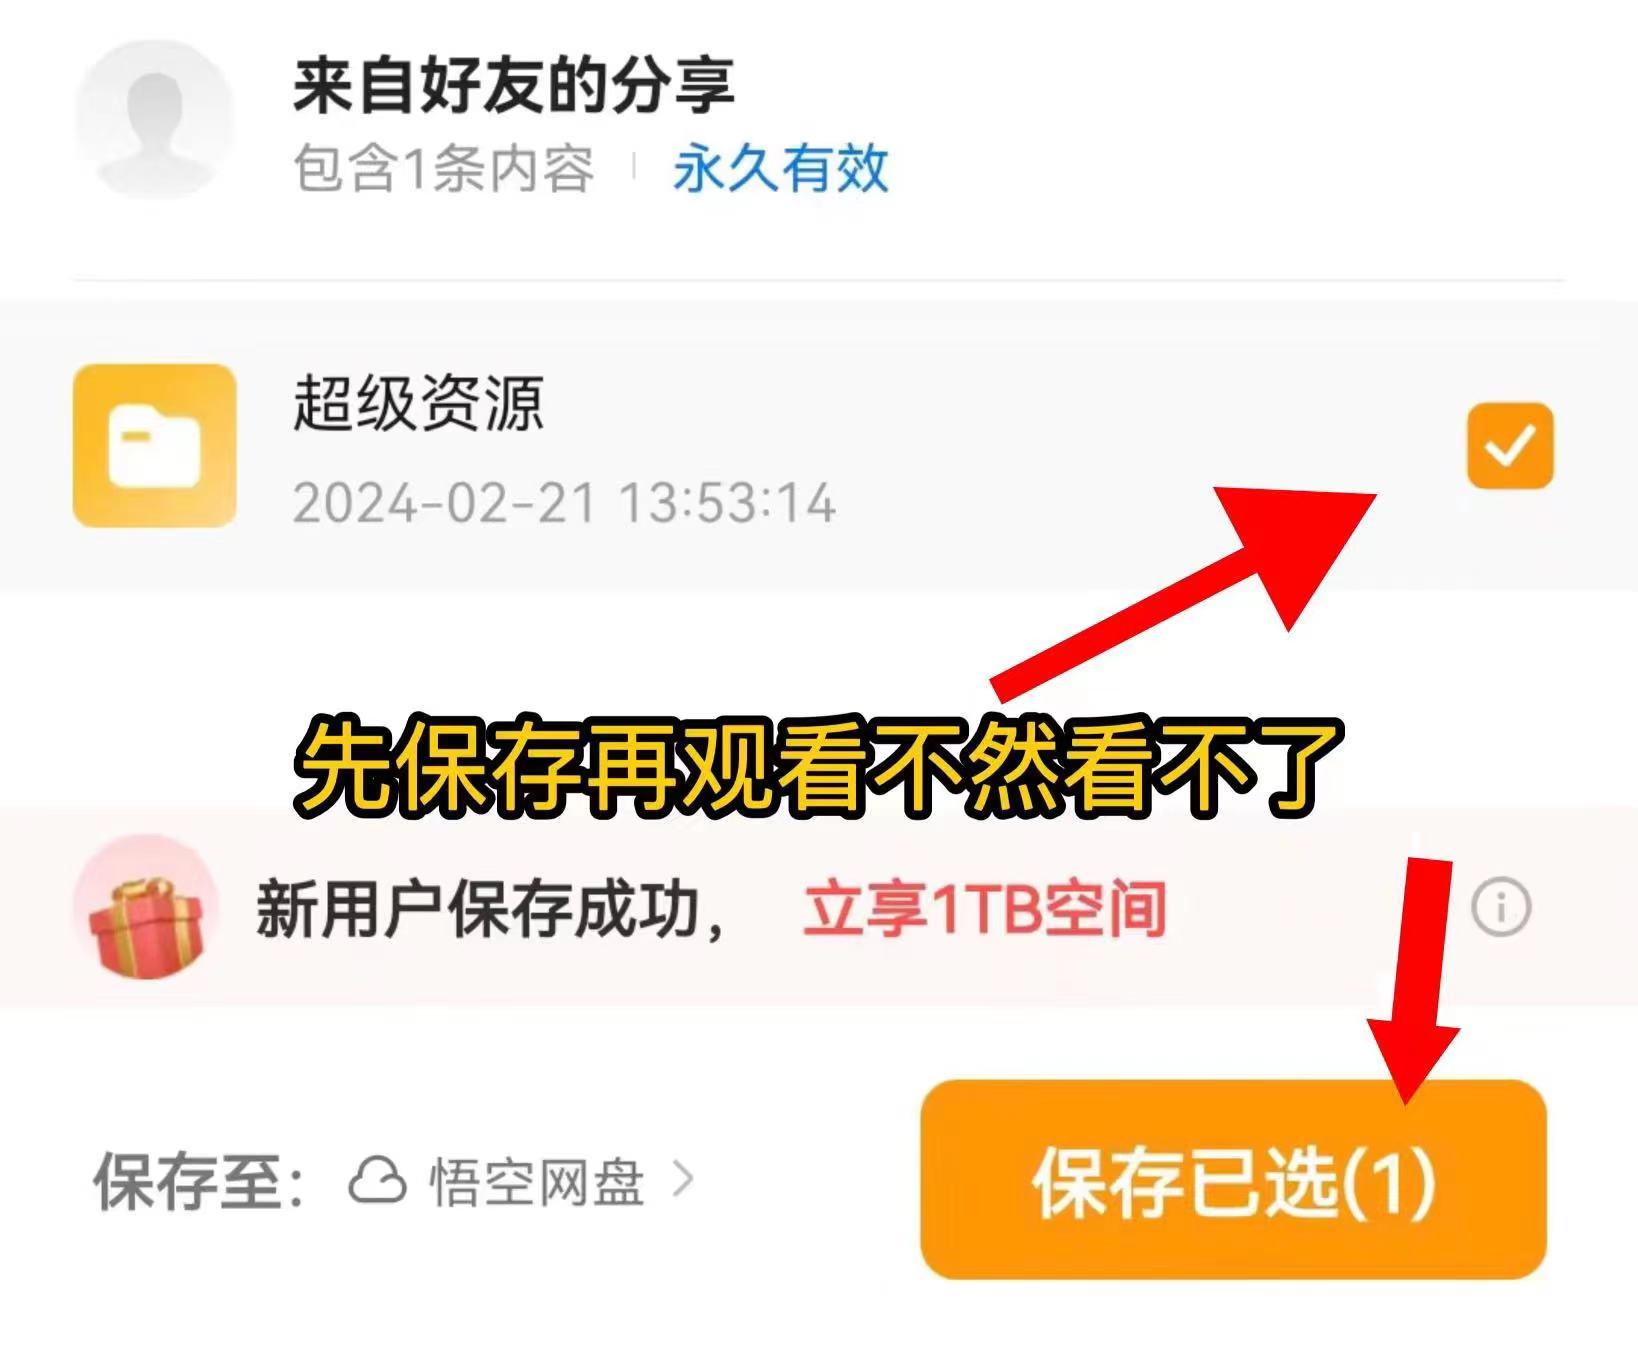 来自好友的分享
包含1条内容 | 永久有效
超级资源
2024-02-21 13:53:14
先保存再观看不然看不了
新用户保存成功， 立享1TB空间
保存至： 悟空网盘
保存已选(1)